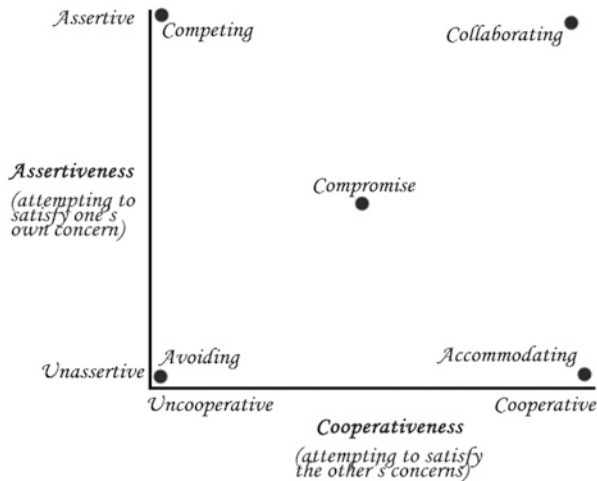 Assertive
Competing
Collaborating
Assertiveness
(attempting to
satisfy one's
own concern)
Compromise
Unassertive
Avoiding
Accommodating
Uncooperative
Cooperative
Cooperativeness
(attempting to satisfy
the other's concerns)